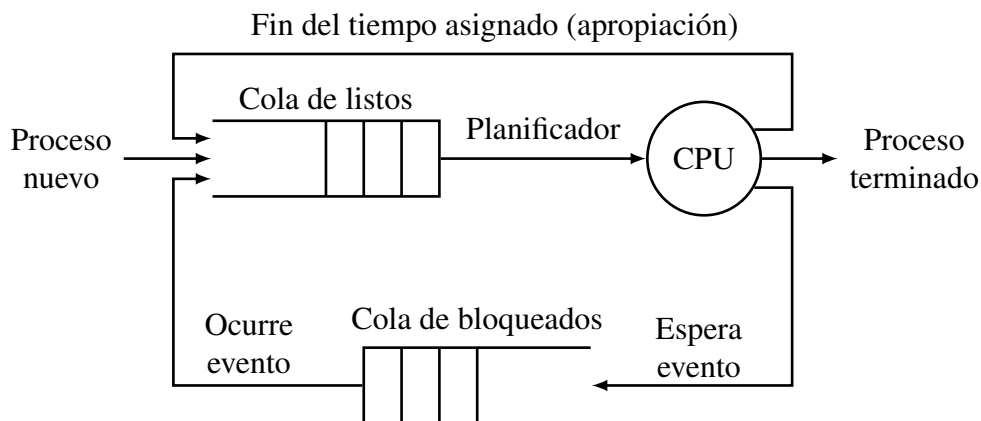 Fin del tiempo asignado (apropiación)
Cola de listos
Planificador
Proceso
nuevo
CPU
Proceso
terminado
Ocurre
evento
Cola de bloqueados
Espera
evento